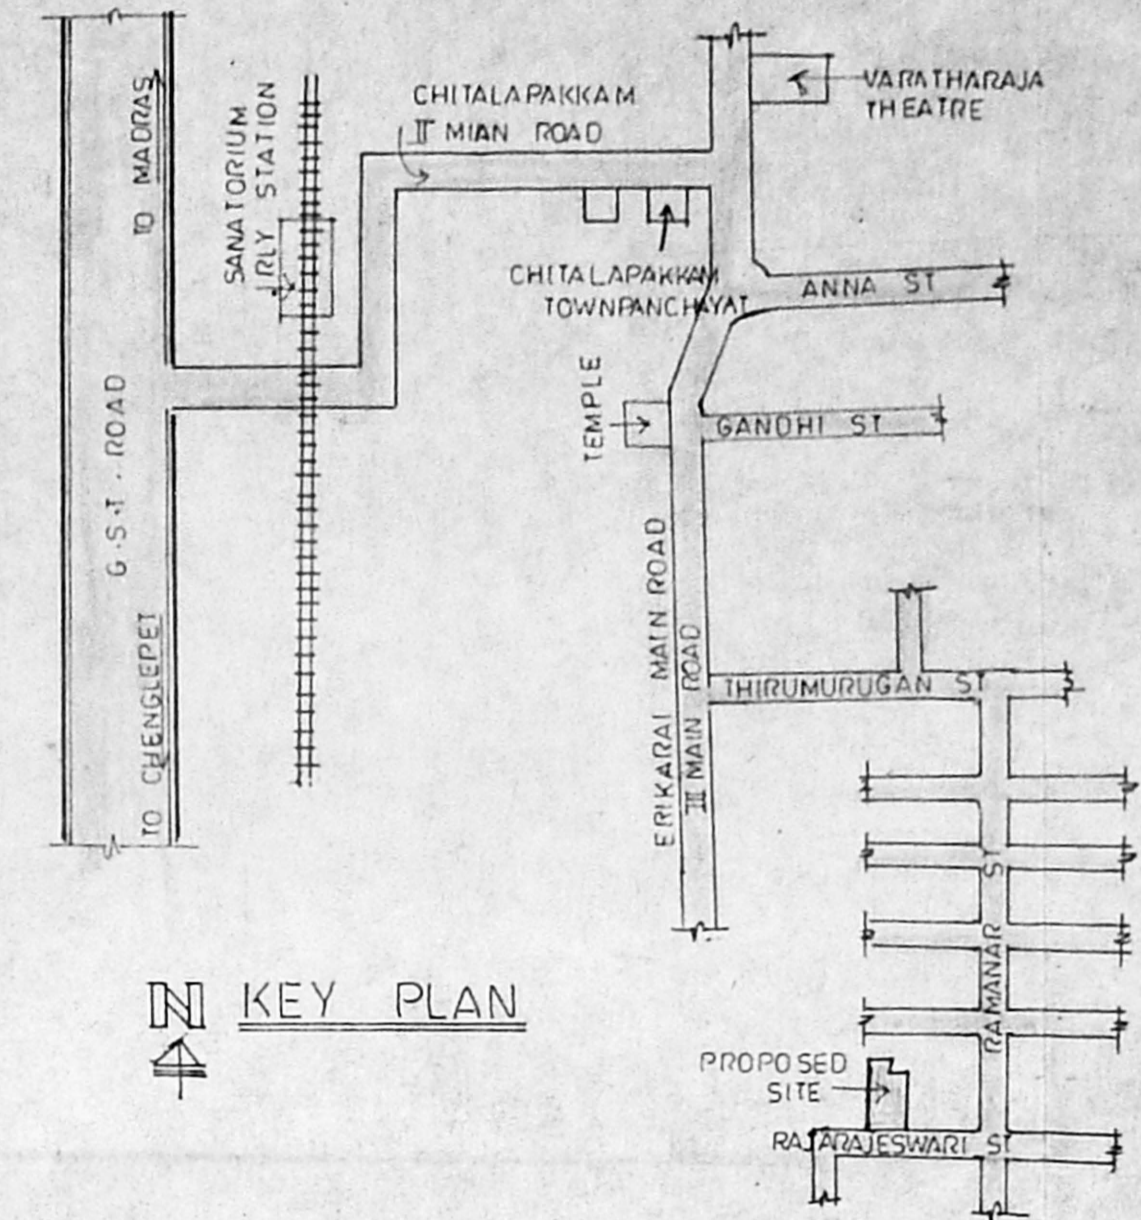 TO MADRAS
SANATORIUM
RLY STATION
CHITALAPAKKAM
II MIAN ROAD
VARATHARAJA
THEATRE
CHITALAPAKKAM
TOWNPANCHAYAT
ANNA ST
TEMPLE
GANDHI ST
G.S.T. ROAD
TO CHENGLEPET
ERIKARAI MAIN ROAD
II MAIN ROAD
THIRUMURUGAN ST
RAMANAR ST
N KEY PLAN
PROPOSED
SITE
RAJARAJESWARI ST